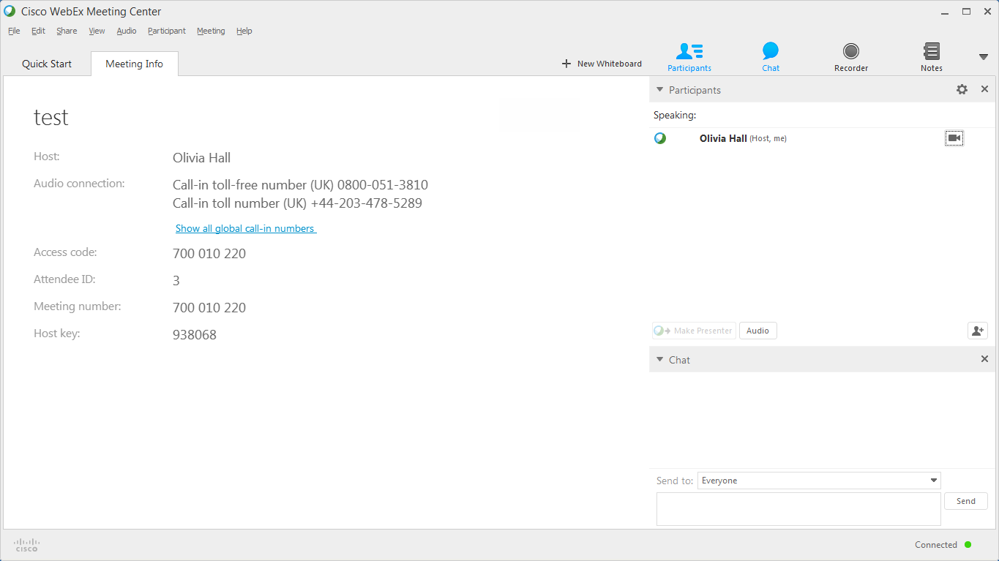 Cisco WebEx Meeting Center
File Edit Share View Audio Participant Meeting Help
Quick Start Meeting Info New Whiteboard Participants Chat Recorder Notes
test
Host: Olivia Hall
Audio connection: Call-in toll-free number (UK) 0800-051-3810
Call-in toll number (UK) +44-203-478-5289
Show all global call-in numbers
Access code: 700 010 220
Attendee ID: 3
Meeting number: 700 010 220
Host key: 938068
Participants
Speaking:
Olivia Hall (Host, me)
Make Presenter Audio
Chat
Send to: Everyone
Send
CISCO
Connected